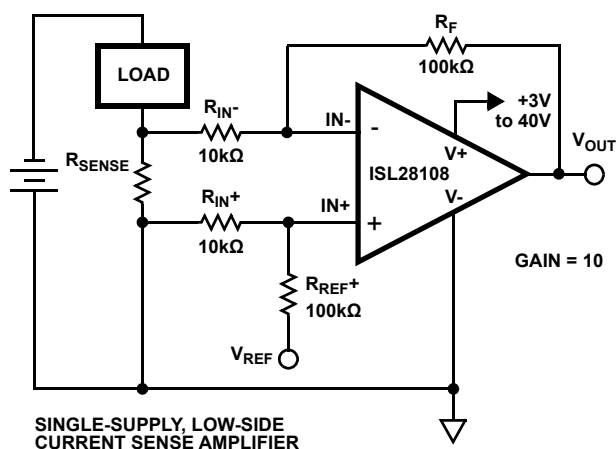 R_F
100kΩ
LOAD
R_IN-
10kΩ
IN-
-
+3V
to 40V
V+
V_OUT
R_SENSE
ISL28108
R_IN+
10kΩ
IN+
+
V-
GAIN = 10
R_REF+
100kΩ
V_REF
SINGLE-SUPPLY, LOW-SIDE
CURRENT SENSE AMPLIFIER